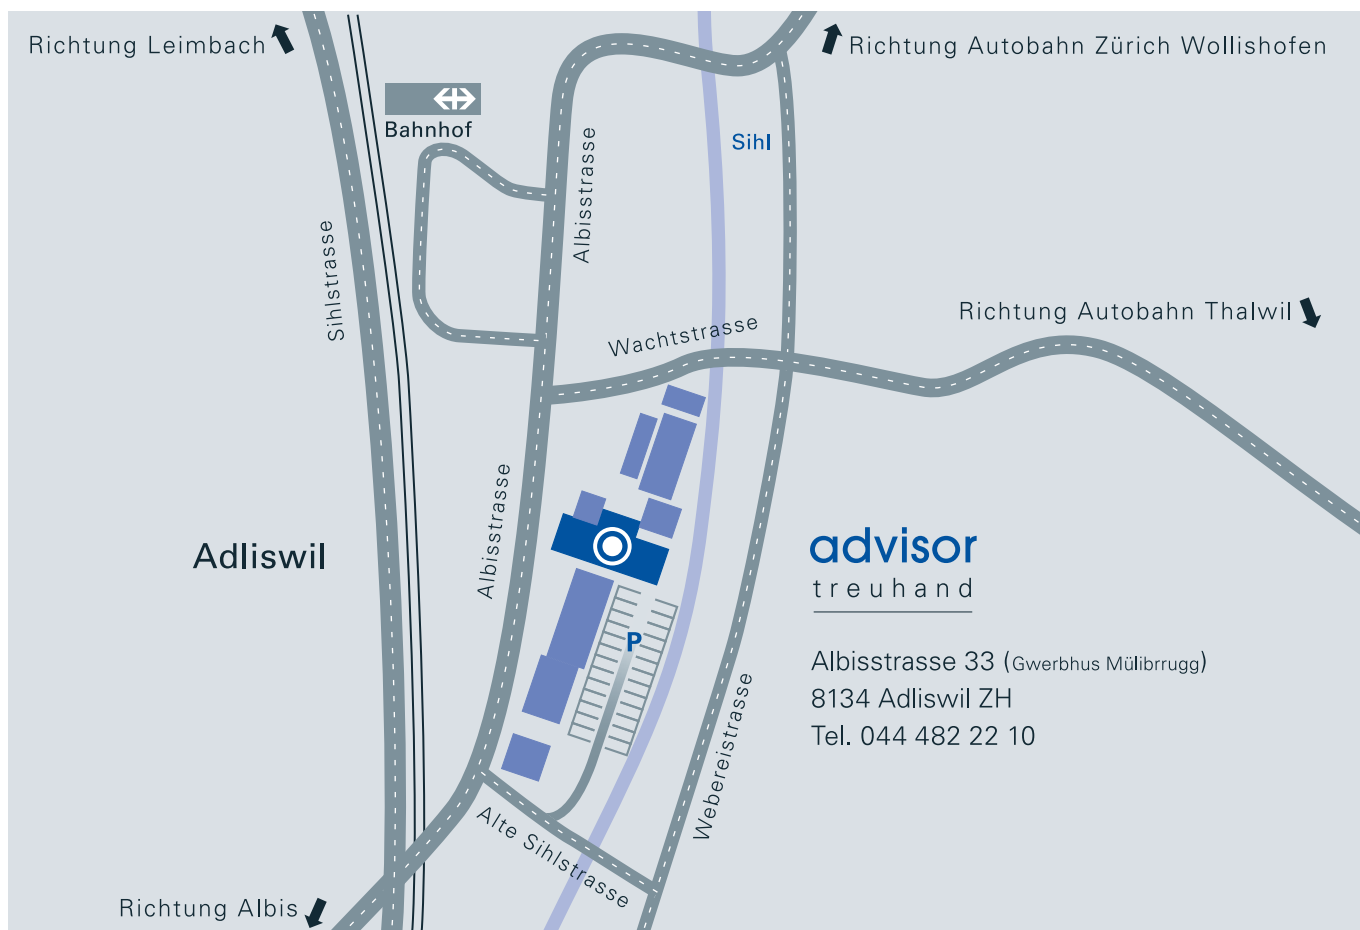 Richtung Leimbach
Richtung Autobahn Zürich Wollishofen
Bahnhof
Sihl
Albisstrasse
Sihlstrasse
Richtung Autobahn Thalwil
Wachtstrasse
Albisstrasse
Adliswil
advisor
treuhand
P
Albisstrasse 33 (Gwerbhus Mülibrrugg)
8134 Adliswil ZH
Tel. 044 482 22 10
Webereistrasse
Alte Sihlstrasse
Richtung Albis